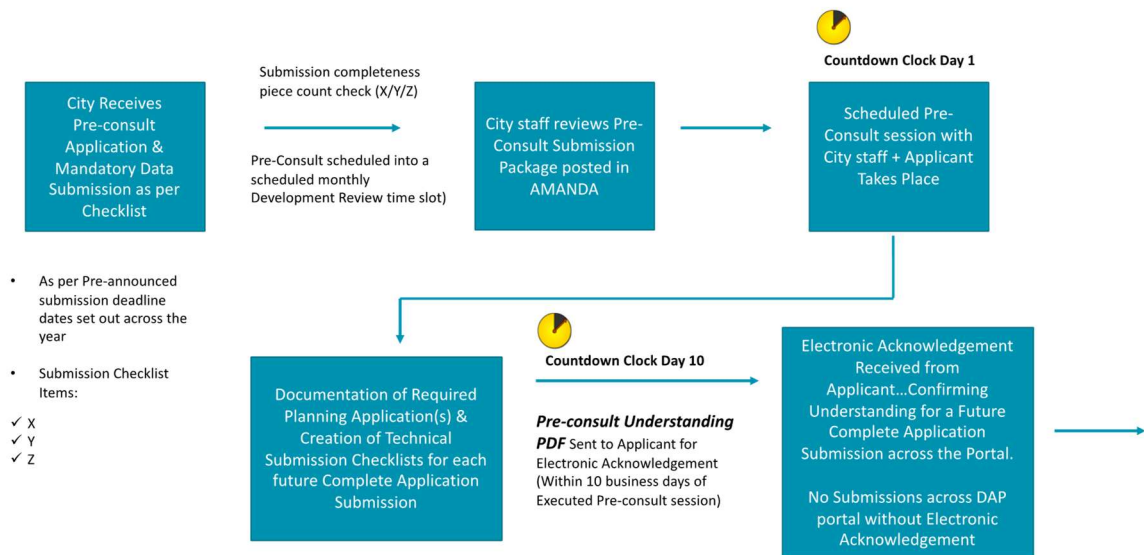 City Receives
Pre-consult
Application &
Mandatory Data
Submission as per
Checklist
• As per Pre-announced
submission deadline
dates set out across the
year
• Submission Checklist
Items:
✓ X
✓ Y
✓ Z
Submission completeness
piece count check (X/Y/Z)
Pre-Consult scheduled into a
scheduled monthly
Development Review time slot)
City staff reviews Pre-
Consult Submission
Package posted in
AMANDA
Countdown Clock Day 1
Scheduled Pre-
Consult session with
City staff + Applicant
Takes Place
Documentation of Required
Planning Application(s) &
Creation of Technical
Submission Checklists for each
future Complete Application
Submission
Countdown Clock Day 10
Pre-consult Understanding
PDF Sent to Applicant for
Electronic Acknowledgement
(Within 10 business days of
Executed Pre-consult session)
Electronic Acknowledgement
Received from
Applicant...Confirming
Understanding for a Future
Complete Application
Submission across the Portal.
No Submissions across DAP
portal without Electronic
Acknowledgement